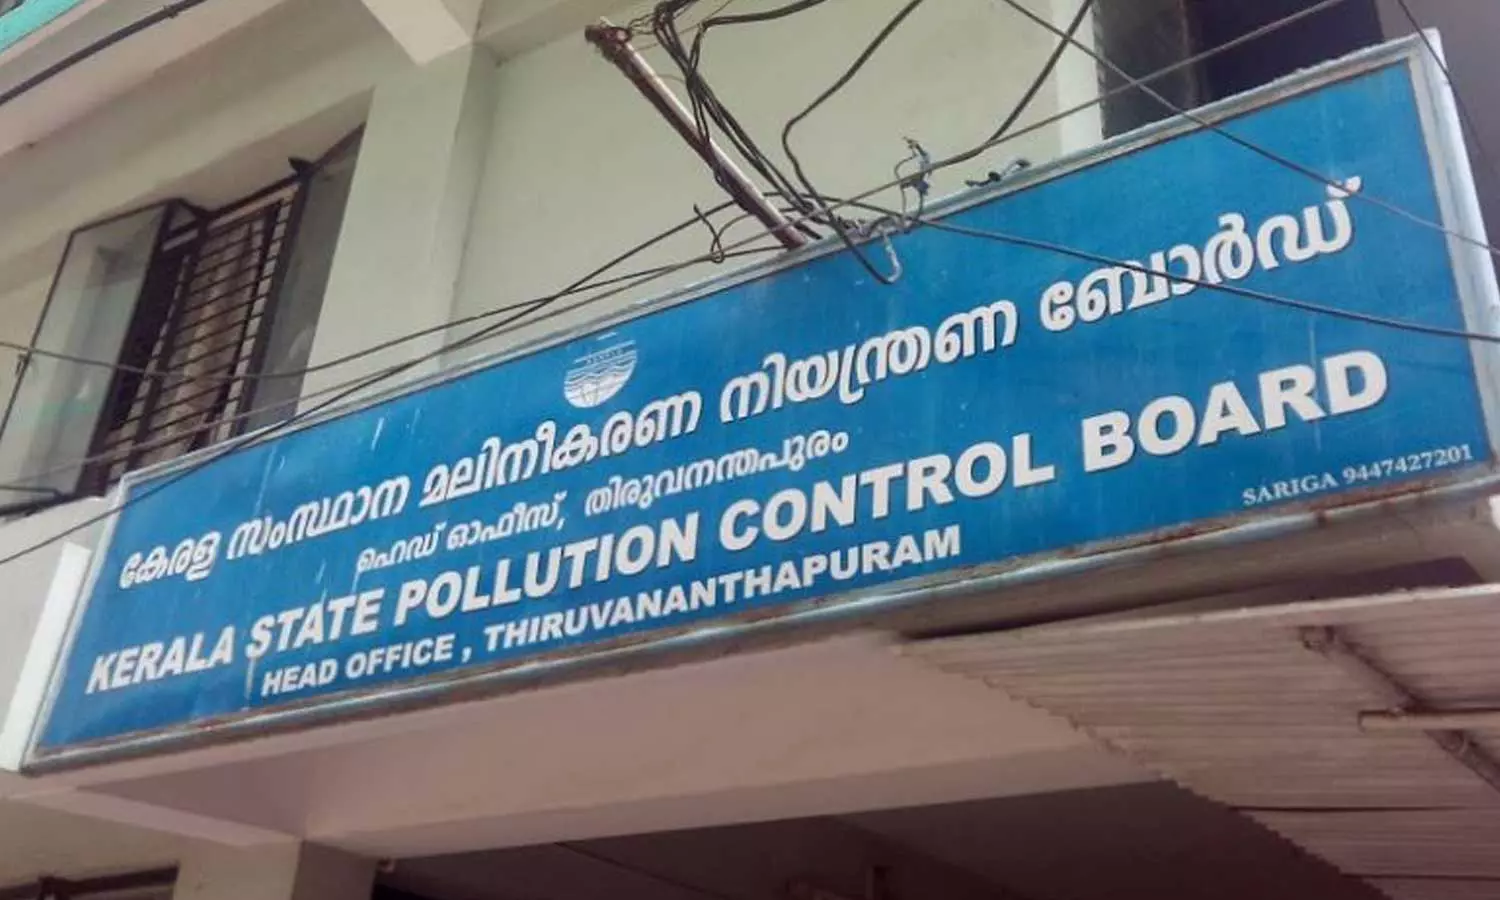 കേരള സംസ്ഥാന മലിനീകരണ നിയന്ത്രണ ബോർഡ്
ഹെഡ് ഓഫീസ്, തിരുവനന്തപുരം
KERALA STATE POLLUTION CONTROL BOARD
HEAD OFFICE , THIRUVANANTHAPURAM
SARIGA 9447427201